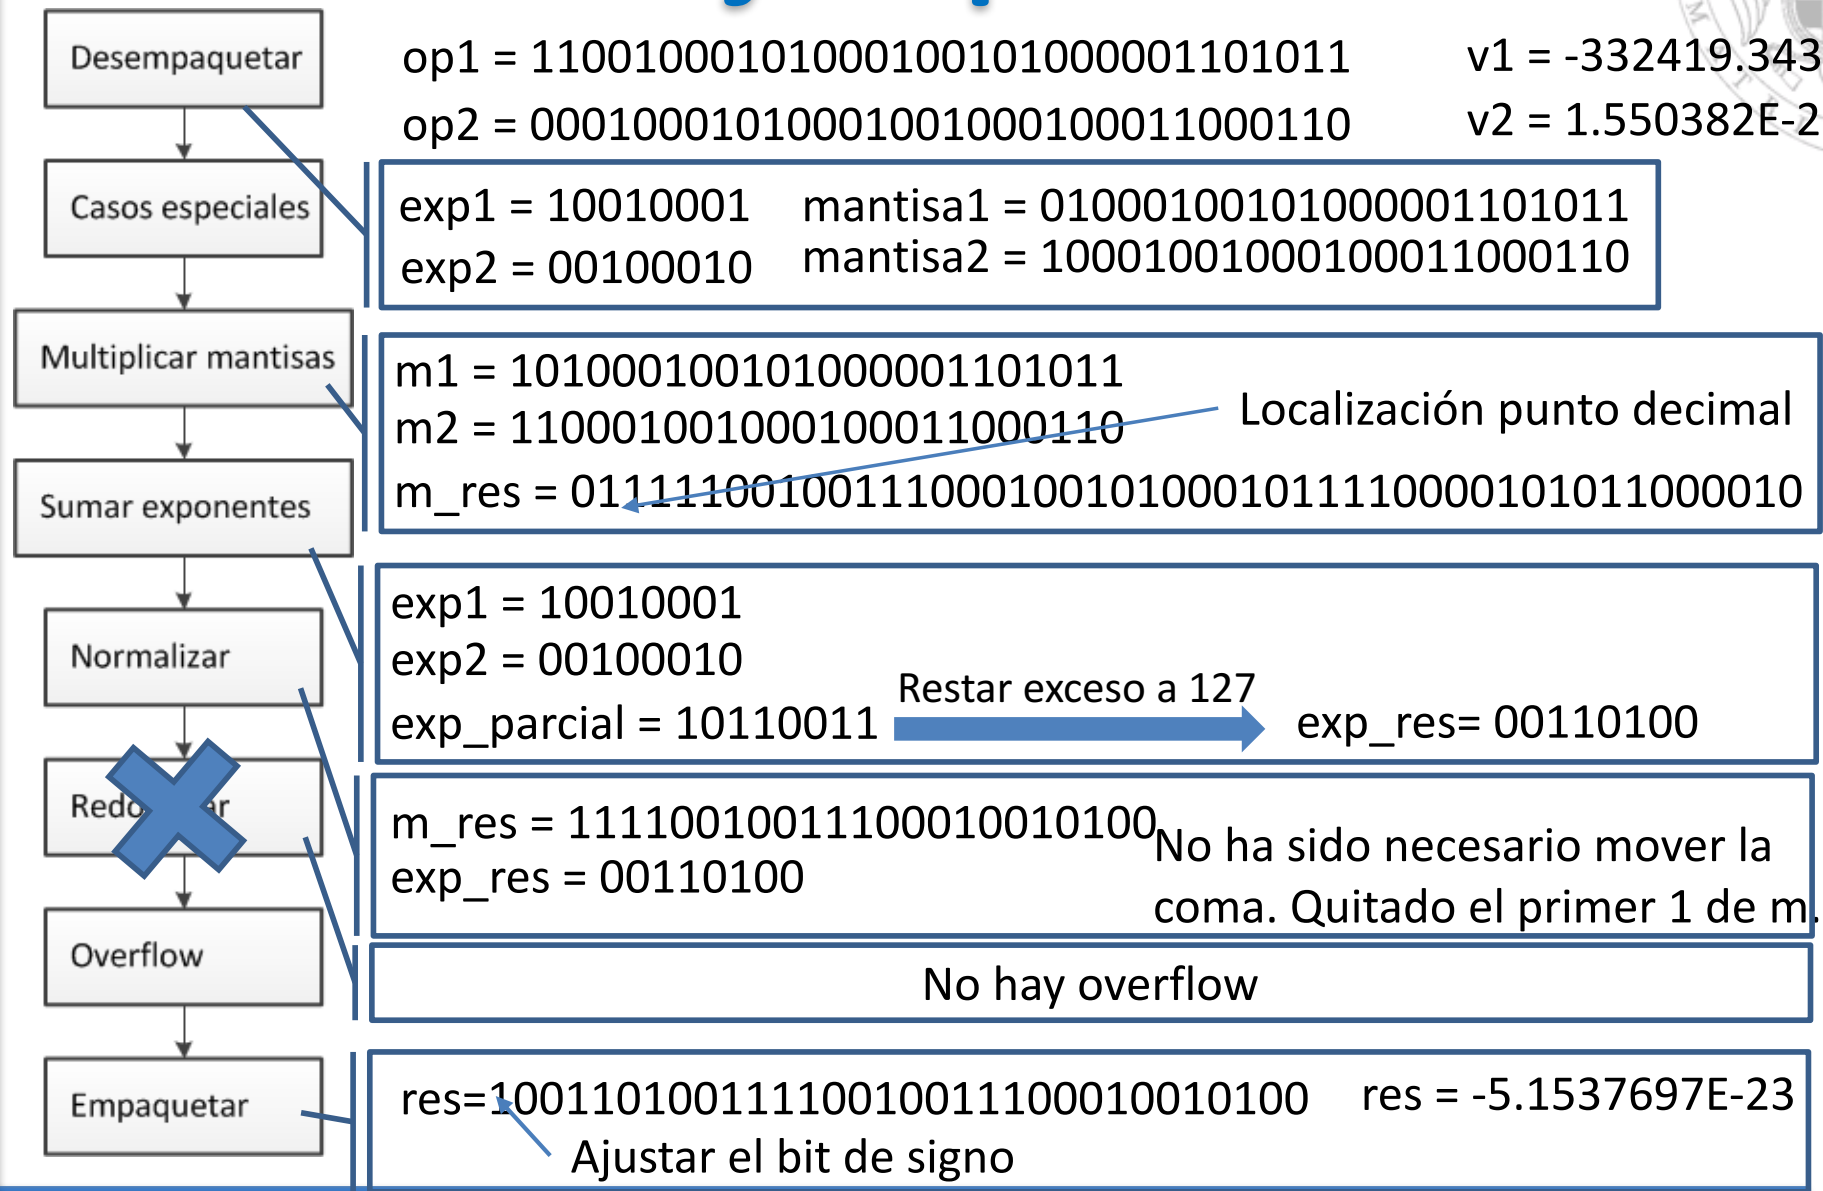 Desempaquetar
op1 = 11001000101000100101000001101011
v1 = -332419.343
op2 = 00010001010001001000100011000110
v2 = 1.550382E-2
Casos especiales
exp1 = 10010001
mantisa1 = 01000100101000001101011
exp2 = 00100010
mantisa2 = 10001001000100011000110
Multiplicar mantisas
m1 = 101000100101000001101011
m2 = 110001001000100011000110
Localización punto decimal
m_res = 011111001001110001001010001011110000101011000010
Sumar exponentes
exp1 = 10010001
exp2 = 00100010
exp_parcial = 10110011
Restar exceso a 127
exp_res= 00110100
Normalizar
m_res = 11110010011100010010100
exp_res = 00110100
No ha sido necesario mover la
coma. Quitado el primer 1 de m.
Overflow
No hay overflow
Empaquetar
res=10011010011110010011100010010100
res = -5.1537697E-23
Ajustar el bit de signo